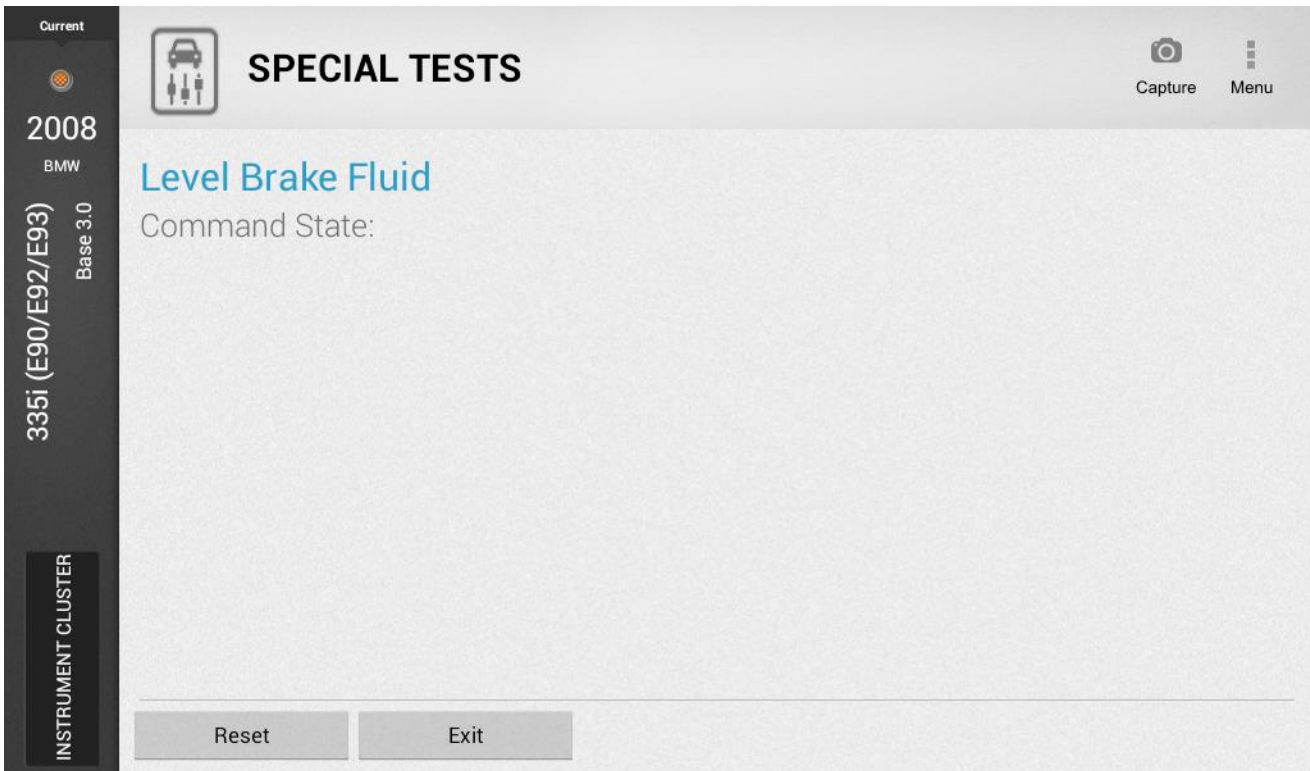 Current
2008
BMW
335i (E90/E92/E93)
Base 3.0
INSTRUMENT CLUSTER
SPECIAL TESTS
Capture
Menu
Level Brake Fluid
Command State:
Reset
Exit